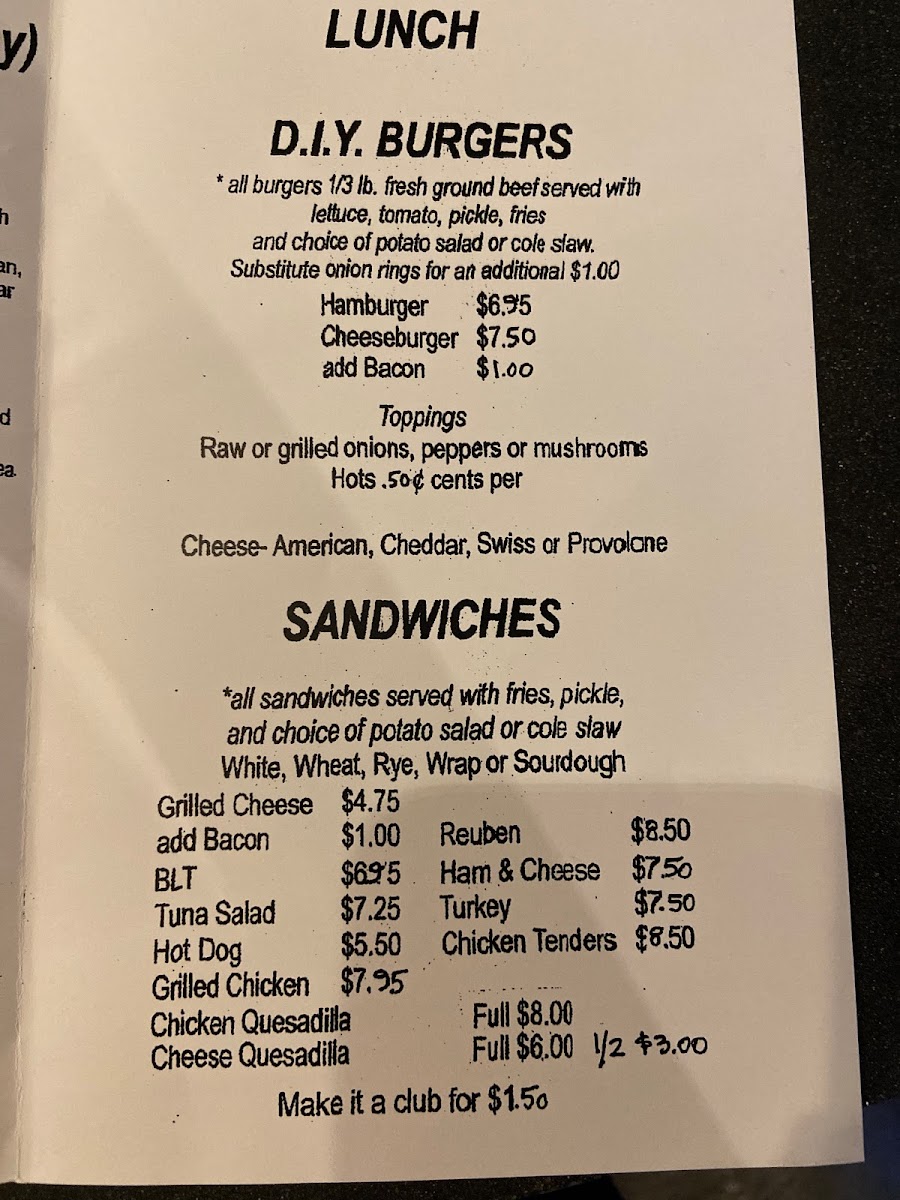 y)
h
an,
ar
d
ea.
LUNCH
D.I.Y. BURGERS
* all burgers 1/3 lb. fresh ground beef served with
lettuce, tomato, pickle, fries
and choice of potato salad or cole slaw.
Substitute onion rings for an additional $1.00
Hamburger $6.95
Cheeseburger $7.50
add Bacon $1.00
Toppings
Raw or grilled onions, peppers or mushrooms
Hots .50¢ cents per
Cheese- American, Cheddar, Swiss or Provolone
SANDWICHES
*all sandwiches served with fries, pickle,
and choice of potato salad or cole slaw
White, Wheat, Rye, Wrap or Sourdough
Grilled Cheese $4.75
add Bacon $1.00 Reuben $8.50
BLT $6.95 Ham & Cheese $7.50
Tuna Salad $7.25 Turkey $7.50
Hot Dog $5.50 Chicken Tenders $8.50
Grilled Chicken $7.95
Chicken Quesadilla Full $8.00
Cheese Quesadilla Full $6.00 1/2 $3.00
Make it a club for $1.50